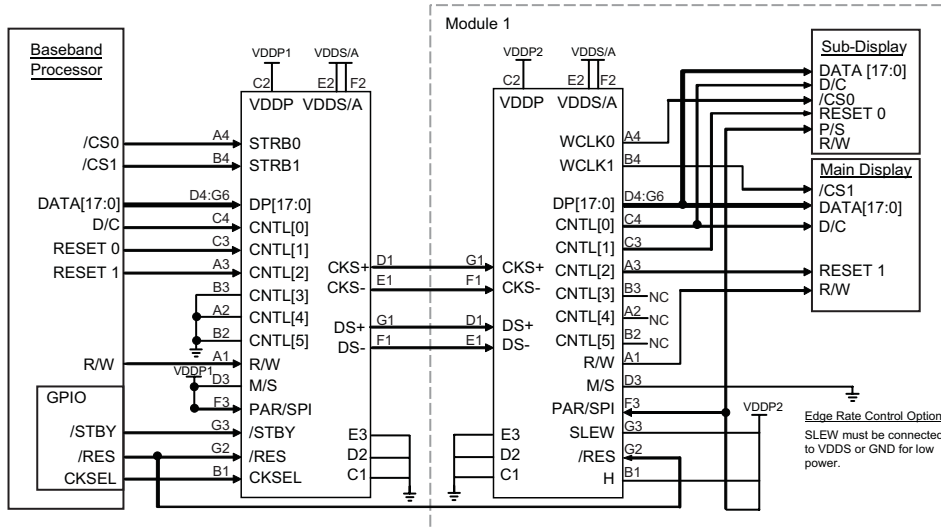 Module 1
Baseband
Processor
/CS0
/CS1
DATA[17:0]
D/C
RESET 0
RESET 1
R/W
GPIO
/STBY
/RES
CKSEL
VDDP1
C2
VDDS/A
E2
F2
VDDP
VDDS/A
A4
STRB0
B4
STRB1
D4:G6
DP[17:0]
C4
CNTL[0]
C3
CNTL[1]
A3
CNTL[2]
B3
CNTL[3]
A2
CNTL[4]
B2
CNTL[5]
A1
R/W
VDDP1
D3
M/S
F3
PAR/SPI
G3
/STBY
G2
/RES
B1
CKSEL
CKS+
D1
CKS-
E1
DS+
G1
DS-
F1
E3
D2
C1
VDDP2
C2
VDDS/A
E2
F2
VDDP
VDDS/A
G1
CKS+
F1
CKS-
D1
DS+
E1
DS-
E3
D2
C1
WCLK0
A4
WCLK1
B4
DP[17:0]
D4:G6
CNTL[0]
C4
CNTL[1]
C3
CNTL[2]
A3
CNTL[3]
B3
NC
CNTL[4]
A2
NC
CNTL[5]
B2
NC
R/W
A1
M/S
D3
PAR/SPI
F3
SLEW
G3
/RES
G2
H
B1
VDDP2
Sub-Display
DATA [17:0]
D/C
/CS0
RESET 0
P/S
R/W
Main Display
/CS1
DATA[17:0]
D/C
RESET 1
R/W
Edge Rate Control Option
SLEW must be connected
to VDDS or GND for low
power.